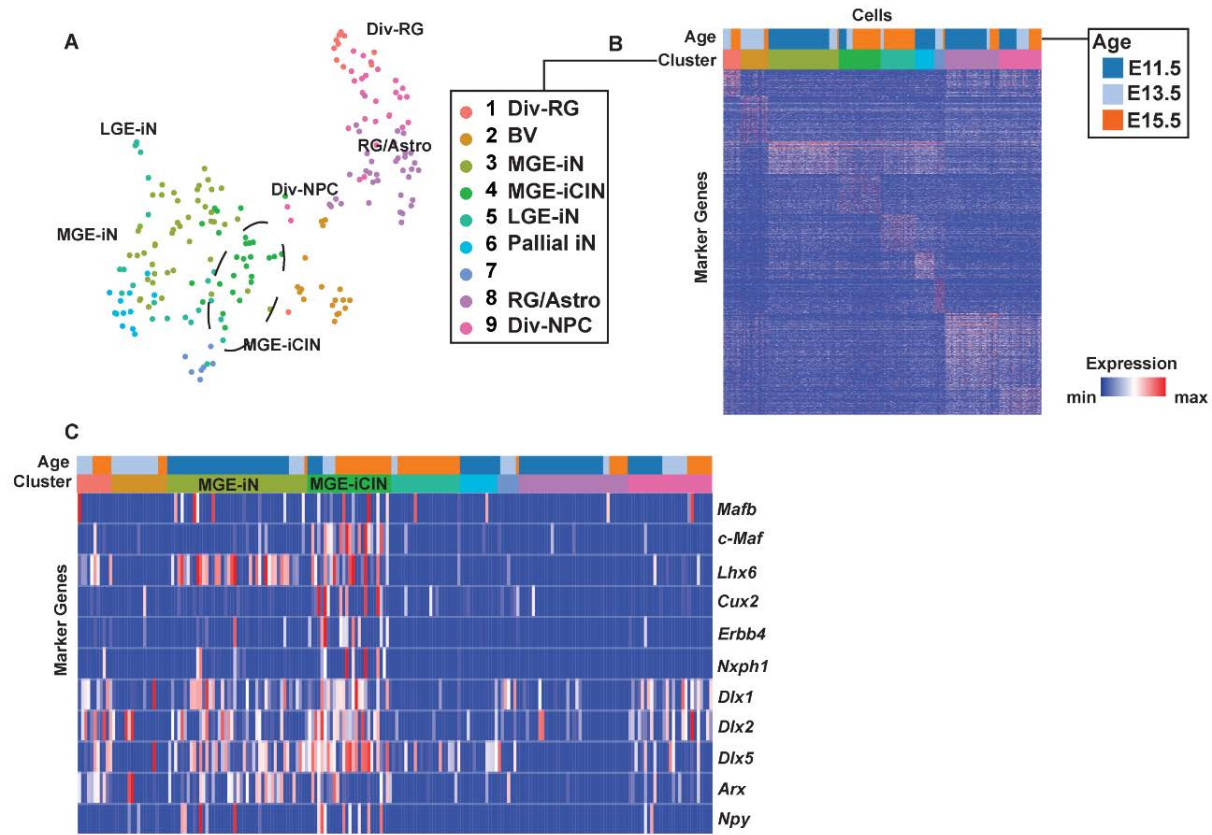 A
Div-RG
LGE-iN
RG/Astro
Div-NPC
MGE-iN
MGE-iCIN
1 Div-RG
2 BV
3 MGE-iN
4 MGE-iCIN
5 LGE-iN
6 Pallial iN
7
8 RG/Astro
9 Div-NPC
B
Cells
Age
Cluster
Marker Genes
Age
E11.5
E13.5
E15.5
Expression
min max
C
Age
Cluster MGE-iN MGE-iCIN
Marker Genes
Mafb
c-Maf
Lhx6
Cux2
Erbb4
Nxph1
Dlx1
Dlx2
Dlx5
Arx
Npy